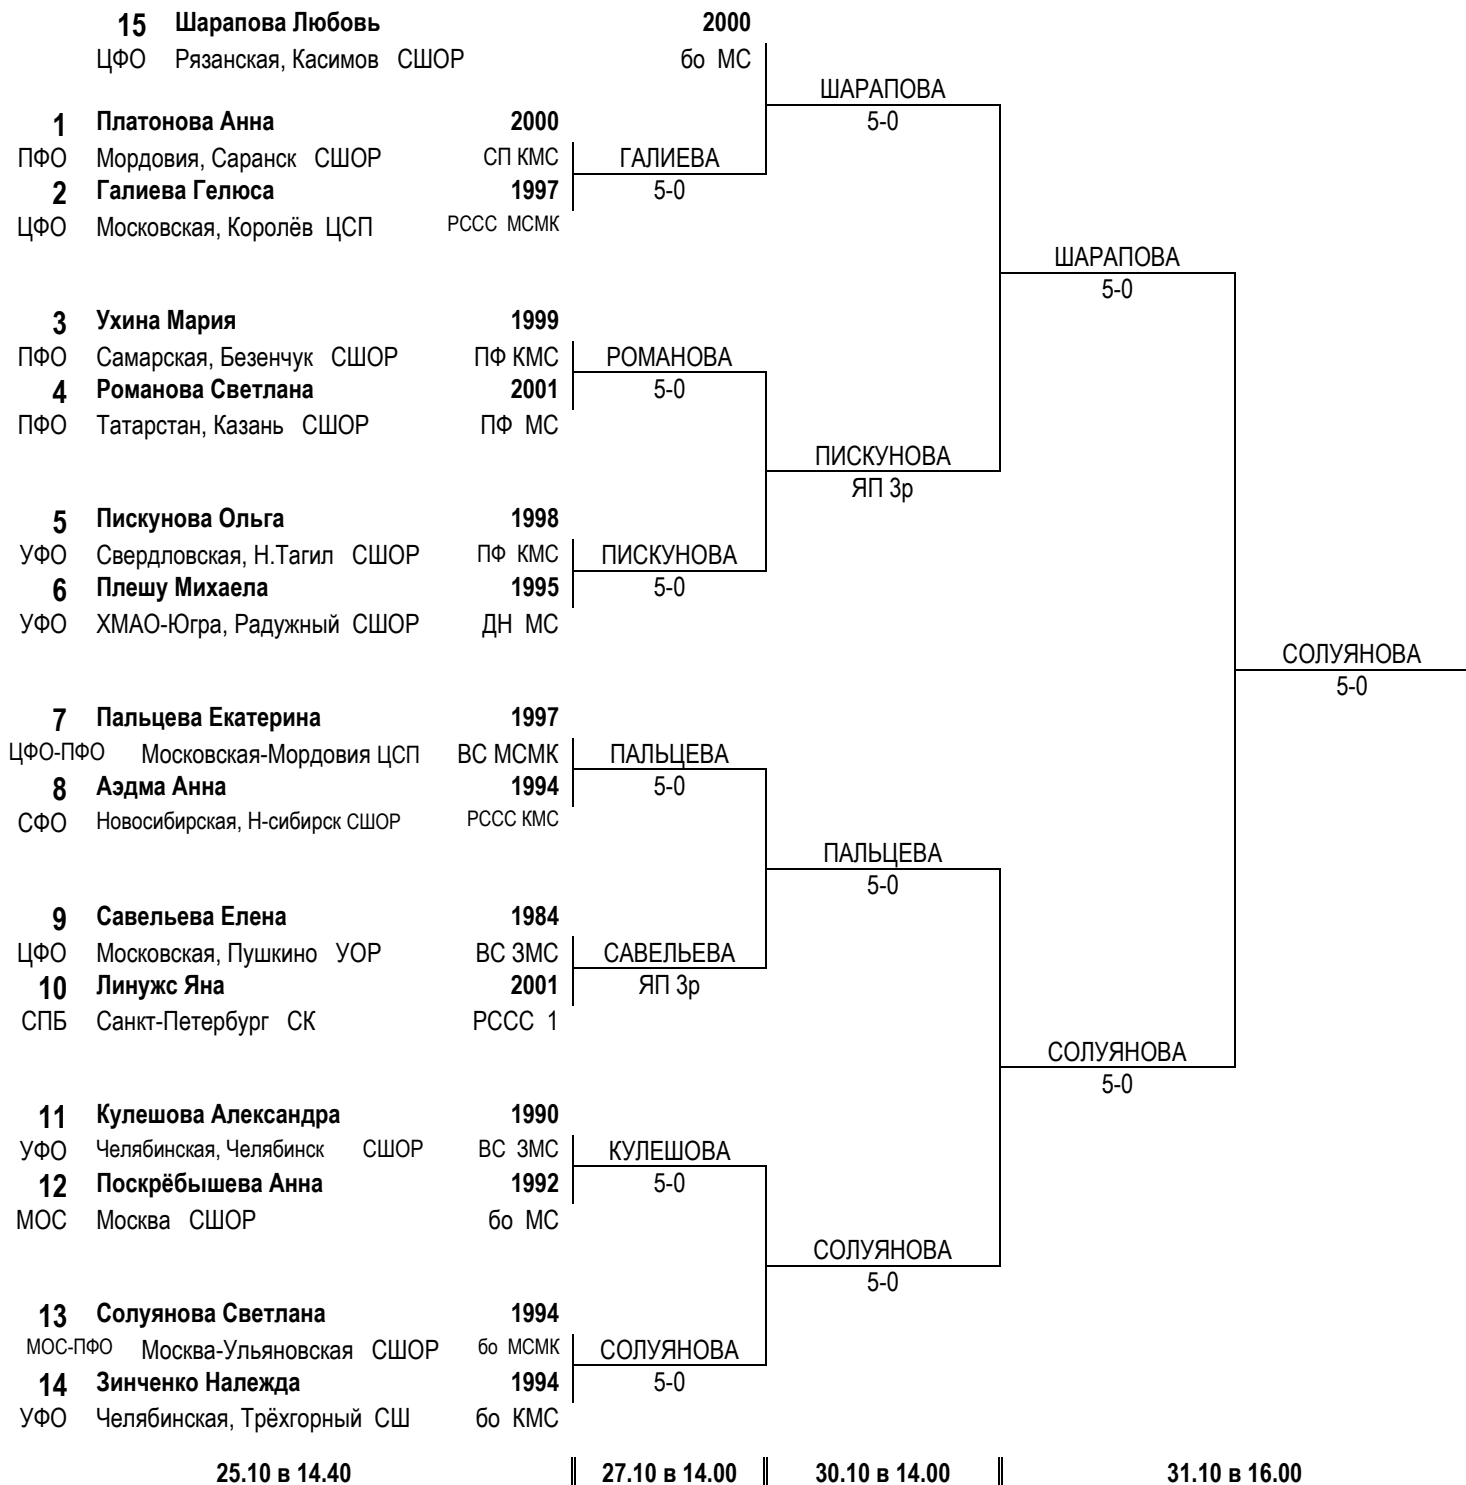 15 Шарапова Любовь 2000
ЦФО Рязанская, Касимов СШОР бо МС
ШАРАПОВА
5-0
1 Платонова Анна 2000
ПФО Мордовия, Саранск СШОР СП КМС ГАЛИЕВА
2 Галиева Гелюса 1997 5-0
ЦФО Московская, Королёв ЦСП РССС МСМК
ШАРАПОВА
5-0
3 Ухина Мария 1999
ПФО Самарская, Безенчук СШОР ПФ КМС РОМАНОВА
4 Романова Светлана 2001 5-0
ПФО Татарстан, Казань СШОР ПФ МС
ПИСКУНОВА
ЯП 3р
5 Пискунова Ольга 1998
УФО Свердловская, Н.Тагил СШОР ПФ КМС ПИСКУНОВА
6 Плешу Михаела 1995 5-0
УФО ХМАО-Югра, Радужный СШОР ДН МС
СОЛУЯНОВА
5-0
7 Пальцева Екатерина 1997
ЦФО-ПФО Московская-Мордовия ЦСП ВС МСМК ПАЛЬЦЕВА
8 Аэдма Анна 1994 5-0
СФО Новосибирская, Н-сибирск СШОР РССС КМС
ПАЛЬЦЕВА
5-0
9 Савельева Елена 1984
ЦФО Московская, Пушкино УОР ВС ЗМС САВЕЛЬЕВА
10 Линужс Яна 2001 ЯП 3р
СПБ Санкт-Петербург СК РССС 1
СОЛУЯНОВА
5-0
11 Кулешова Александра 1990
УФО Челябинская, Челябинск СШОР ВС ЗМС КУЛЕШОВА
12 Поскрёбышева Анна 1992 5-0
МОС Москва СШОР бо МС
СОЛУЯНОВА
5-0
13 Солуянова Светлана 1994
МОС-ПФО Москва-Ульяновская СШОР бо МСМК СОЛУЯНОВА
14 Зинченко Належда 1994 5-0
УФО Челябинская, Трёхгорный СШ бо КМС
25.10 в 14.40 27.10 в 14.00 30.10 в 14.00 31.10 в 16.00